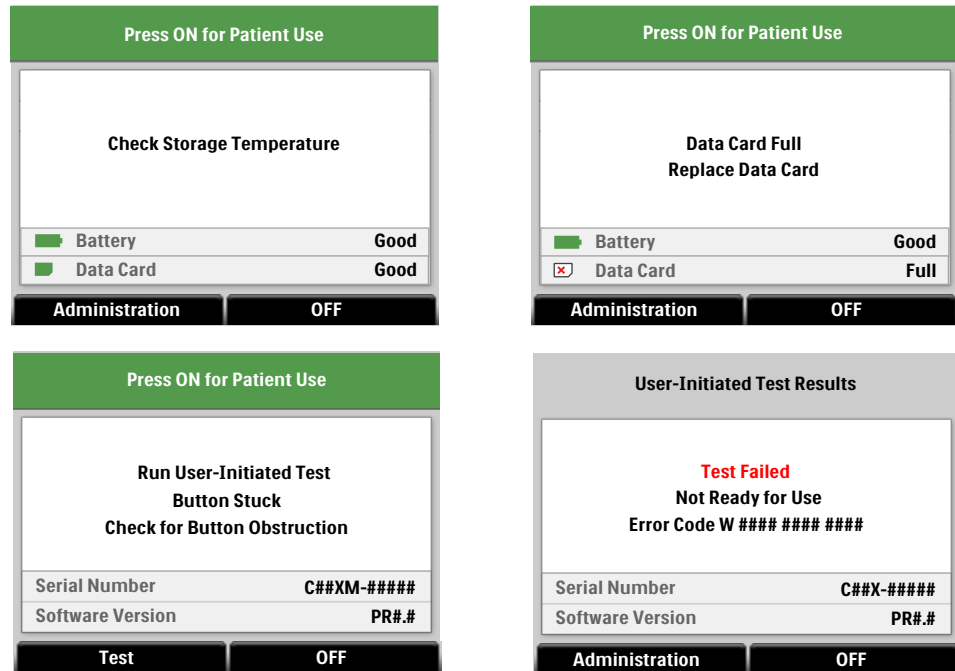 Press ON for Patient Use
Check Storage Temperature
Battery Good
Data Card Good
Administration OFF
Press ON for Patient Use
Data Card Full
Replace Data Card
Battery Good
Data Card Full
Administration OFF
Press ON for Patient Use
Run User-Initiated Test
Button Stuck
Check for Button Obstruction
Serial Number C##XM-#####
Software Version PR#.#
Test OFF
User-Initiated Test Results
Test Failed
Not Ready for Use
Error Code W #### #### ####
Serial Number C##X-#####
Software Version PR#.#
Administration OFF